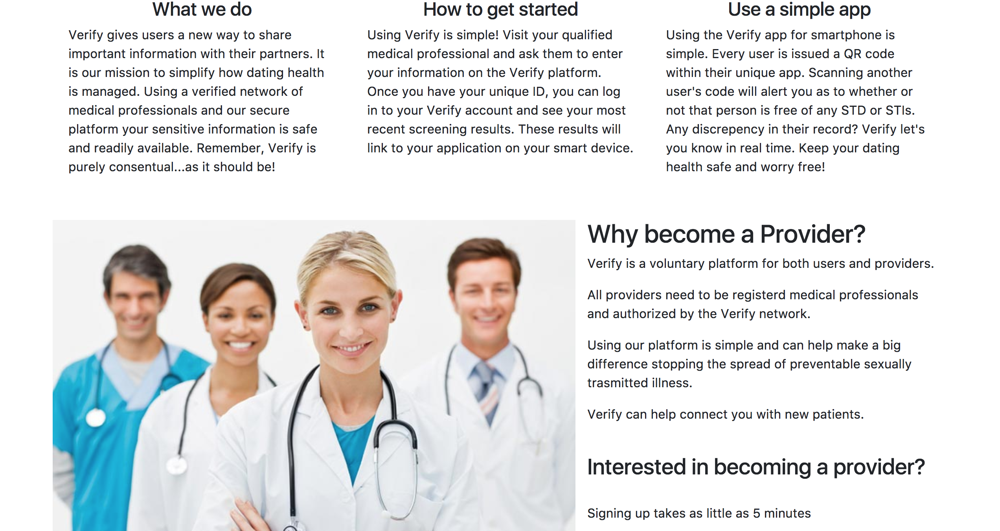 What we do
Verify gives users a new way to share
important information with their partners. It
is our mission to simplify how dating health
is managed. Using a verified network of
medical professionals and our secure
platform your sensitive information is safe
and readily available. Remember, Verify is
purely consentual...as it should be!
How to get started
Using Verify is simple! Visit your qualified
medical professional and ask them to enter
your information on the Verify platform.
Once you have your unique ID, you can log
in to your Verify account and see your most
recent screening results. These results will
link to your application on your smart device.
Use a simple app
Using the Verify app for smartphone is
simple. Every user is issued a QR code
within their unique app. Scanning another
user's code will alert you as to whether or
not that person is free of any STD or STIs.
Any discrepency in their record? Verify let's
you know in real time. Keep your dating
health safe and worry free!
Why become a Provider?
Verify is a voluntary platform for both users and providers.
All providers need to be registerd medical professionals
and authorized by the Verify network.
Using our platform is simple and can help make a big
difference stopping the spread of preventable sexually
trasmitted illness.
Verify can help connect you with new patients.
Interested in becoming a provider?
Signing up takes as little as 5 minutes